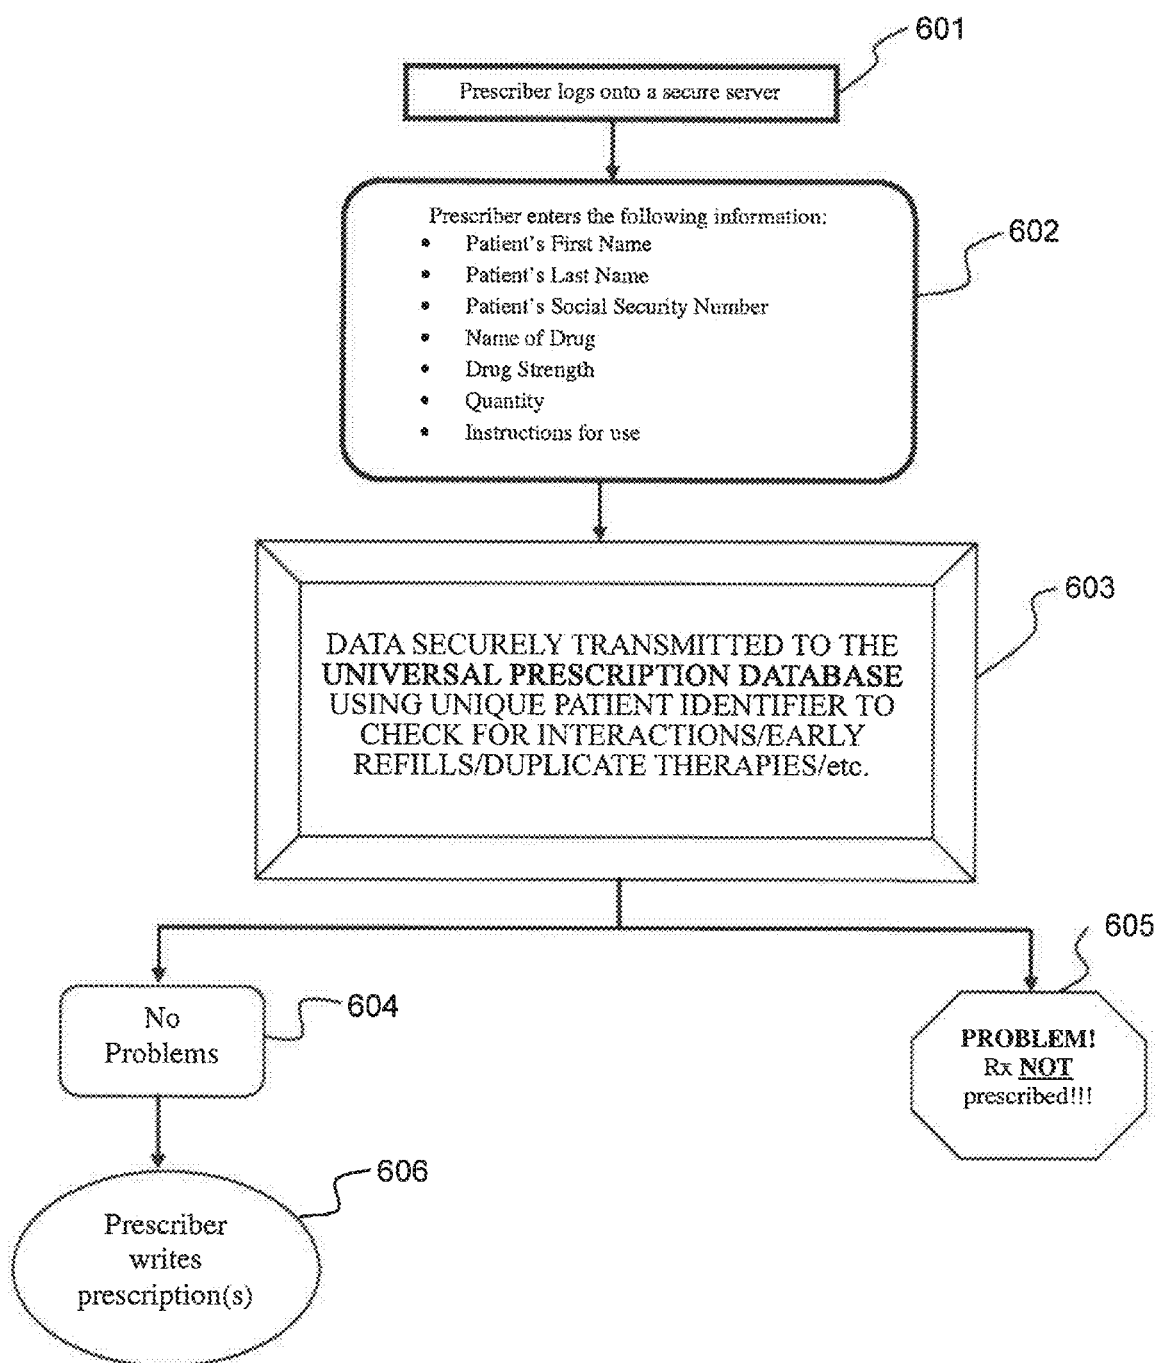 601
Prescriber logs onto a secure server
Prescriber enters the following information:
• Patient's First Name
• Patient's Last Name
• Patient's Social Security Number
• Name of Drug
• Drug Strength
• Quantity
• Instructions for use
602
603
DATA SECURELY TRANSMITTED TO THE
UNIVERSAL PRESCRIPTION DATABASE
USING UNIQUE PATIENT IDENTIFIER TO
CHECK FOR INTERACTIONS/EARLY
REFILLS/DUPLICATE THERAPIES/etc.
604
No
Problems
605
PROBLEM!
Rx NOT
prescribed!!!
606
Prescriber
writes
prescription(s)